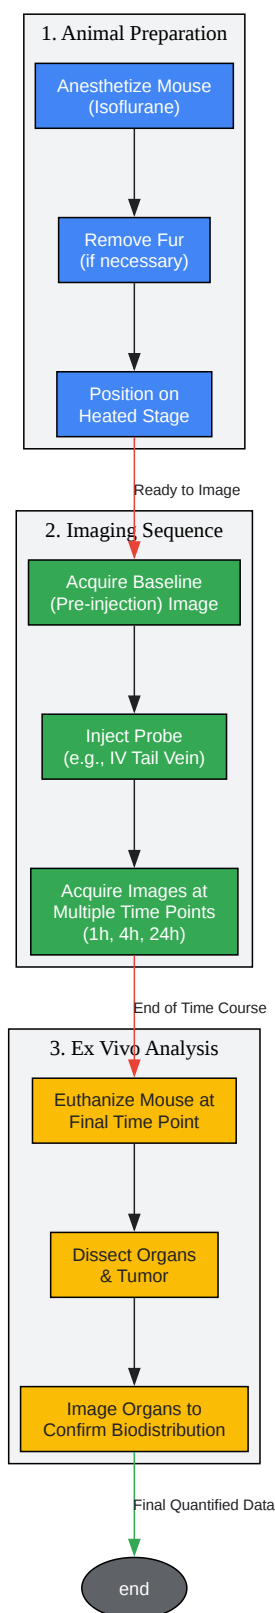 1. Animal Preparation
Anesthetize Mouse
(Isoflurane)
Remove Fur
(if necessary)
Position on
Heated Stage
Ready to Image
2. Imaging Sequence
Acquire Baseline
(Pre-injection) Image
Inject Probe
(e.g., IV Tail Vein)
Acquire Images at
Multiple Time Points
(1h, 4h, 24h)
End of Time Course
3. Ex Vivo Analysis
Euthanize Mouse at
Final Time Point
Dissect Organs
& Tumor
Image Organs to
Confirm Biodistribution
Final Quantified Data
end